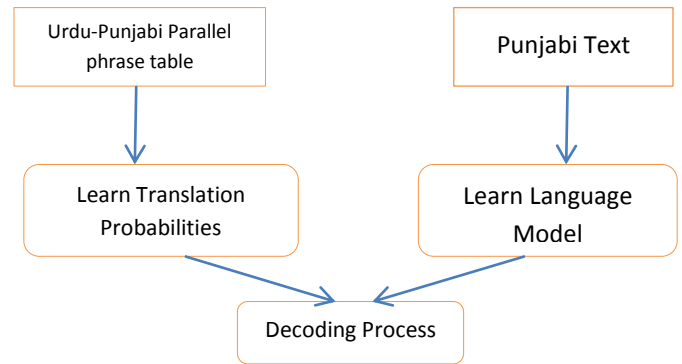 Urdu-Punjabi Parallel
phrase table
Punjabi Text
Learn Translation
Probabilities
Learn Language
Model
Decoding Process